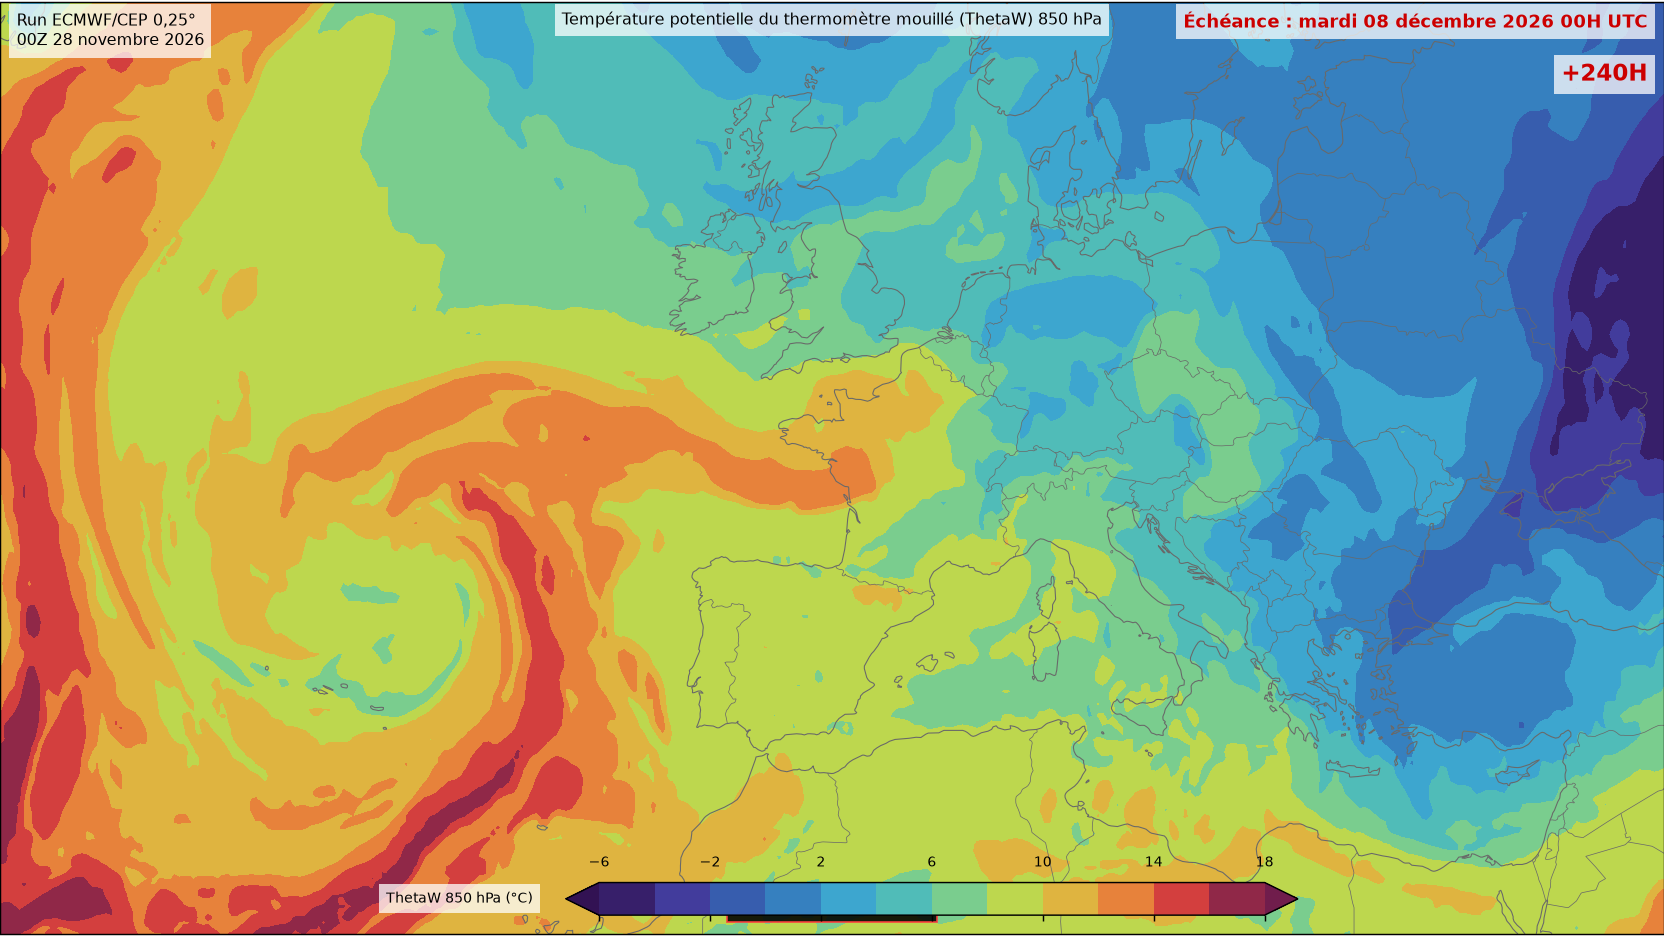 Run ECMWF/CEP 0,25°
00Z 28 novembre 2026
Température potentielle du thermomètre mouillé (ThetaW) 850 hPa
Échéance : mardi 08 décembre 2026 00H UTC
+240H
−6 −2 2 6 10 14 18
ThetaW 850 hPa (°C)